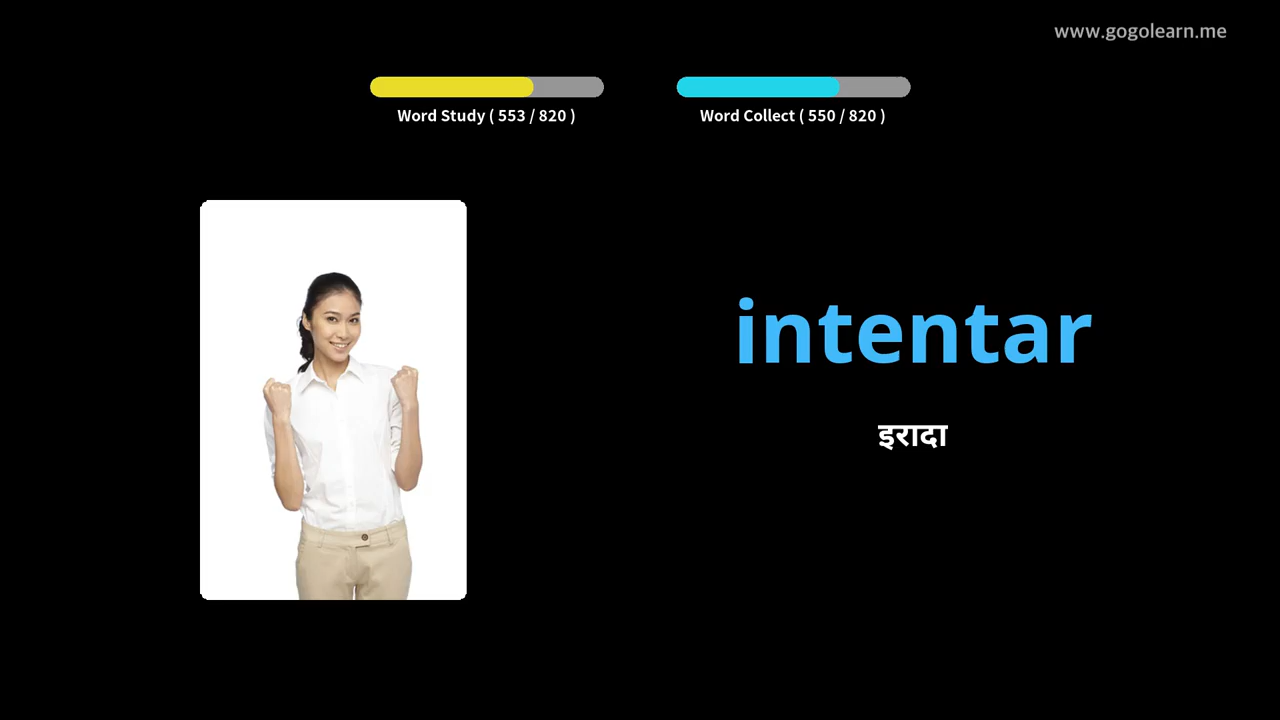 www.gogolearn.me
Word Study ( 553 / 820 )
Word Collect ( 550 / 820 )
intentar
इरादा